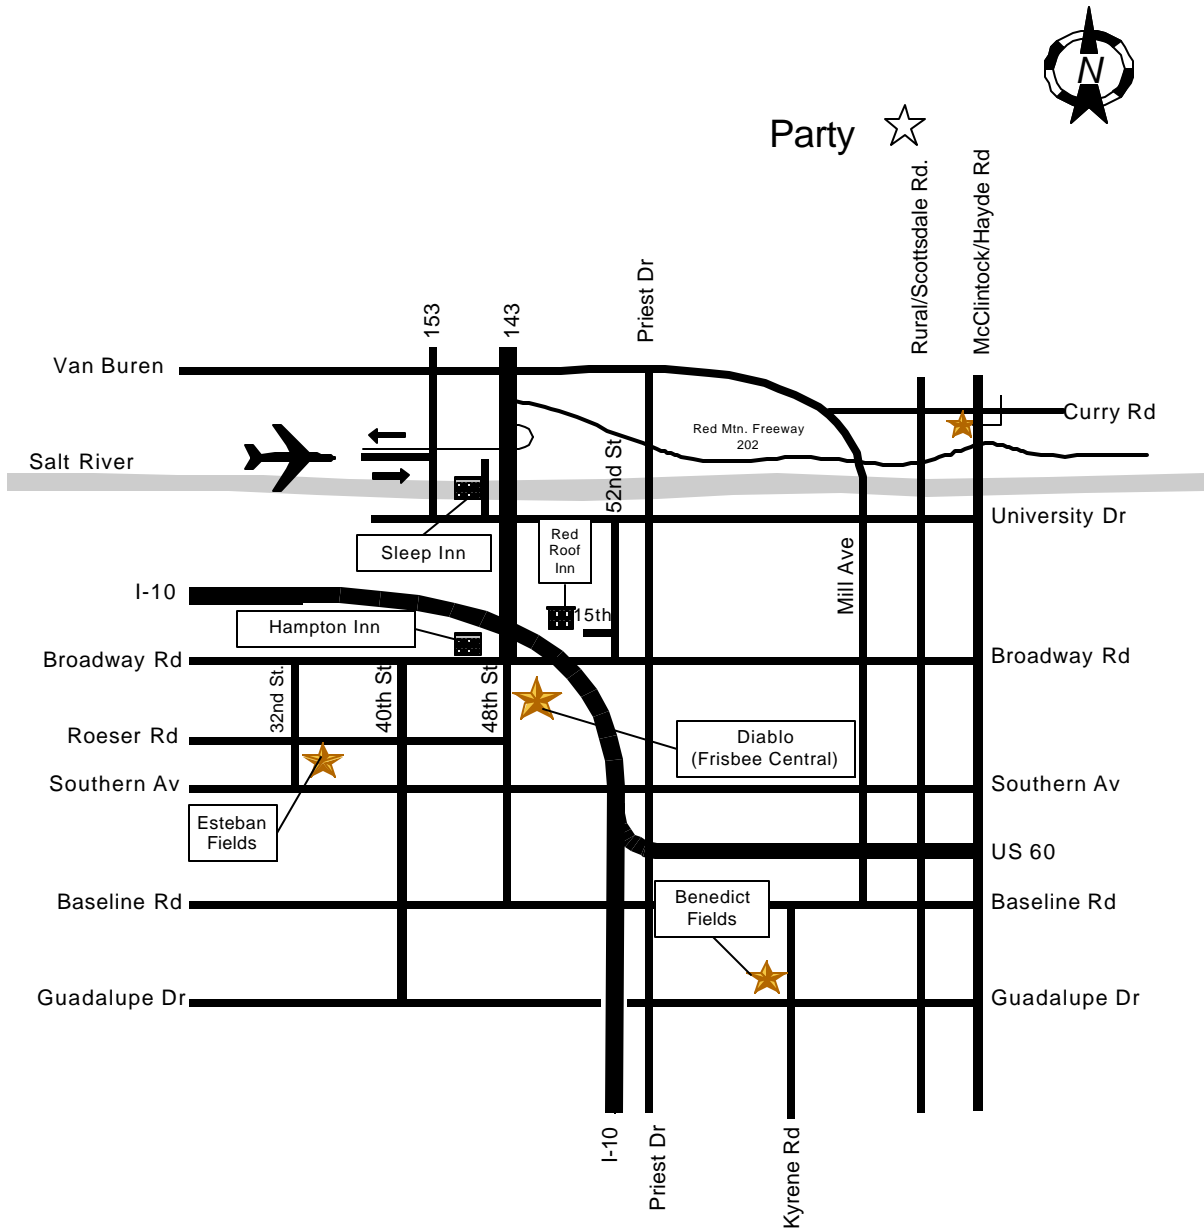 N
Party
Rural/Scottsdale Rd.
McClintock/Hayde Rd
Priest Dr
153
143
Van Buren
Curry Rd
Red Mtn. Freeway
202
Salt River
52nd St
University Dr
Sleep Inn
Red
Roof
Inn
Mill Ave
I-10
15th
Hampton Inn
Broadway Rd
Broadway Rd
32nd St.
40th St
48th St
Roeser Rd
Diablo
(Frisbee Central)
Southern Av
Southern Av
Esteban
Fields
US 60
Benedict
Fields
Baseline Rd
Baseline Rd
Guadalupe Dr
Guadalupe Dr
I-10
Priest Dr
Kyrene Rd